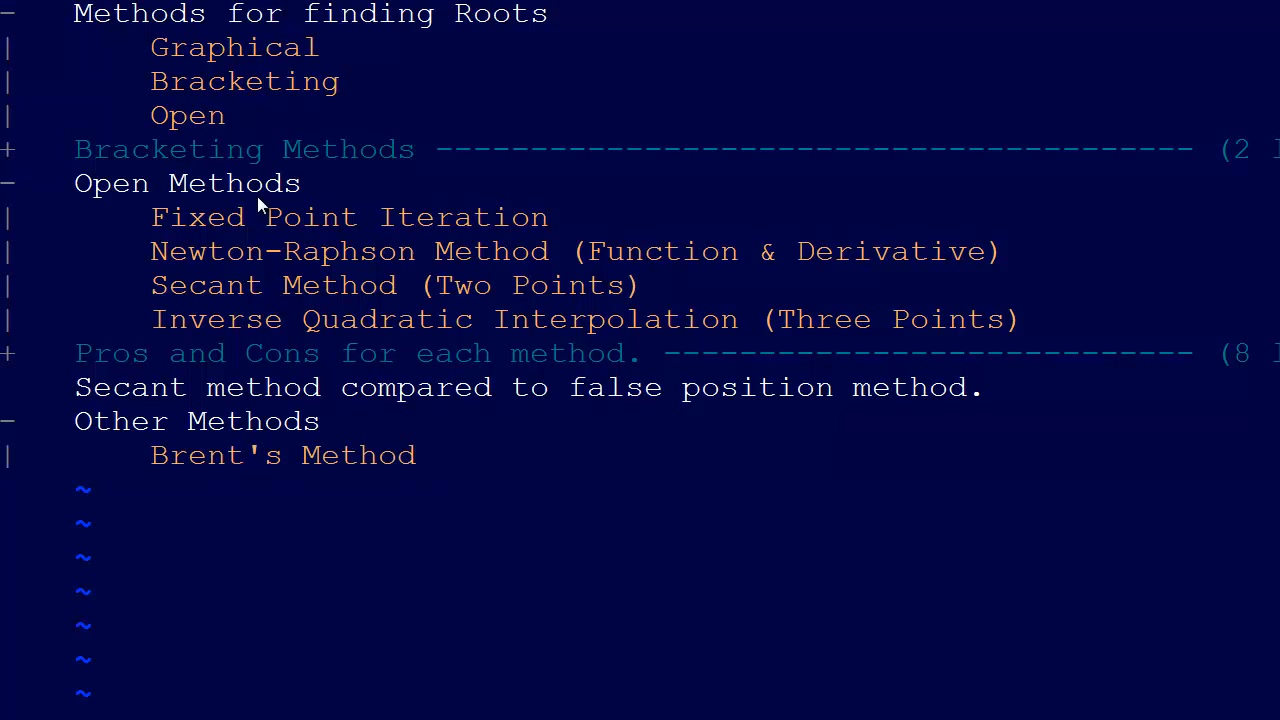 - Methods for finding Roots
| Graphical
| Bracketing
| Open
+ Bracketing Methods ---------------------------------------- (2
- Open Methods
| Fixed Point Iteration
| Newton-Raphson Method (Function & Derivative)
| Secant Method (Two Points)
| Inverse Quadratic Interpolation (Three Points)
+ Pros and Cons for each method. ---------------------------- (8
Secant method compared to false position method.
- Other Methods
| Brent's Method
~
~
~
~
~
~
~